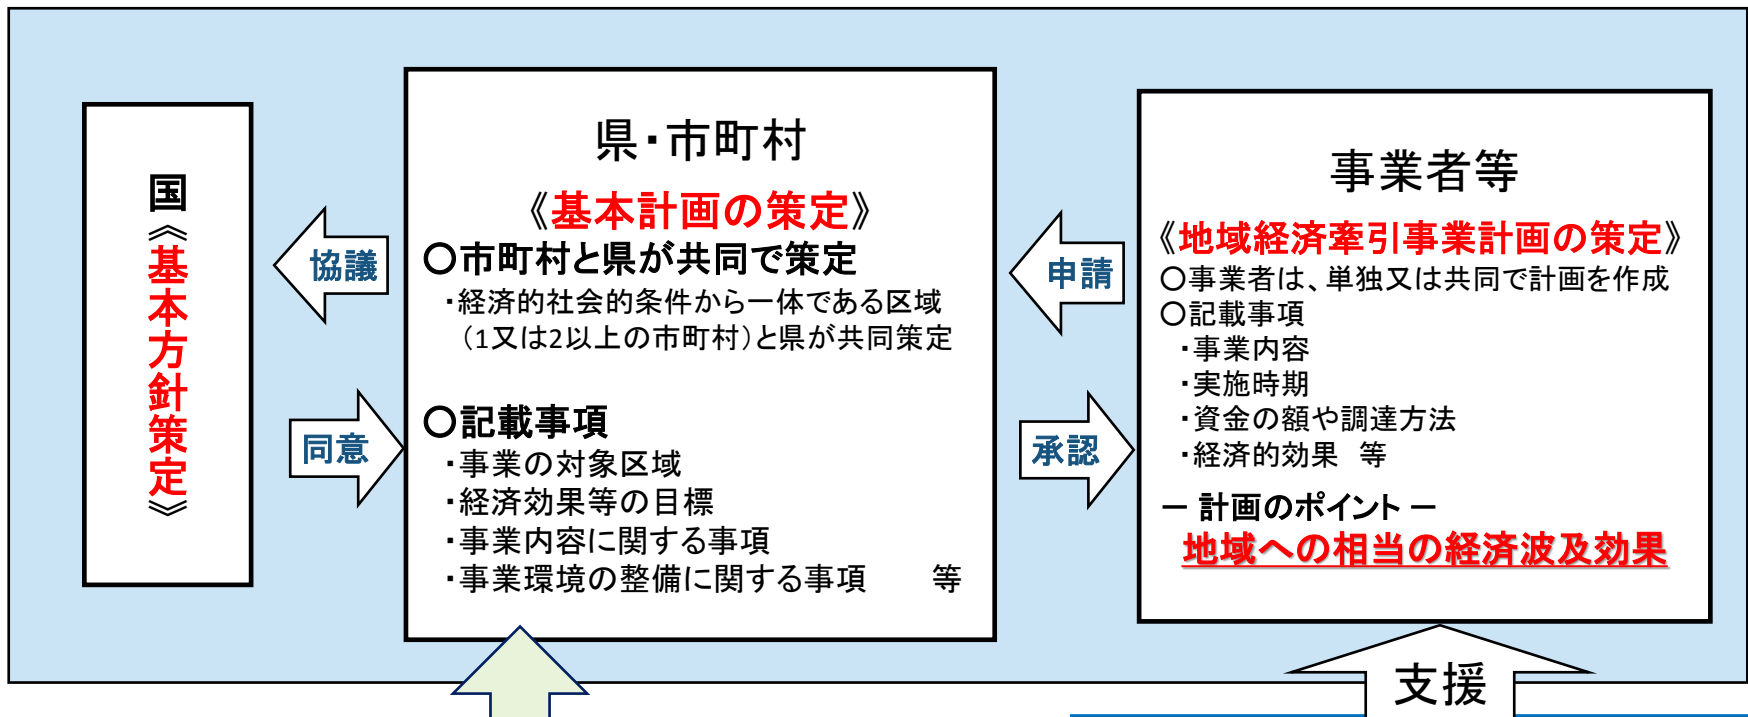 国《基本方針策定》
協議
同意
県・市町村
《基本計画の策定》
○市町村と県が共同で策定
・経済的社会的条件から一体である区域
（1又は2以上の市町村）と県が共同策定
○記載事項
・事業の対象区域
・経済効果等の目標
・事業内容に関する事項
・事業環境の整備に関する事項　　等
申請
承認
事業者等
《地域経済牽引事業計画の策定》
○事業者は、単独又は共同で計画を作成
○記載事項
・事業内容
・実施時期
・資金の額や調達方法
・経済的効果　等
－ 計画のポイント －
地域への相当の経済波及効果
支援